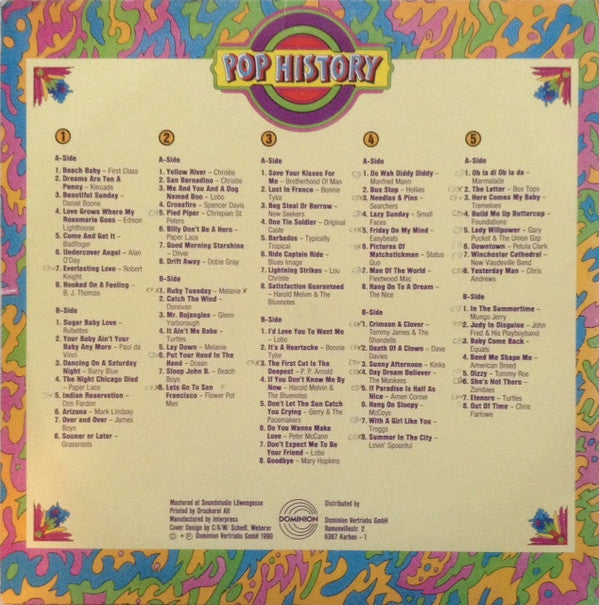 POP HISTORY
1
A-Side
1. Beach Baby – First Class
2. Dreams Are Ten A
Penny – Kincade
3. Beautiful Sunday –
Daniel Boone
4. Love Grows Where My
Rosemarie Goes – Edison
Lighthouse
5. Come And Get It –
Badfinger
6. Undercover Angel – Alan
O'Day
7. Everlasting Love – Robert
Knight
8. Hooked On A Feeling –
B. J. Thomas
B-Side
1. Sugar Baby Love –
Rubettes
2. Your Baby Ain't Your
Baby Any More – Paul da
Vinci
3. Dancing On A Saturday
Night – Barry Blue
4. The Night Chicago Died
– Paper Lace
5. Indian Reservation –
Don Fardon
6. Arizona – Mark Lindsay
7. Over and Over – James
Boys
8. Sooner or Later –
Grassroots
2
A-Side
1. Yellow River – Christie
2. San Bernadino – Christie
3. Me And You And A Dog
Named Boo – Lobo
4. Crossfire – Spencer Davis
5. Pied Piper – Chrispian St.
Peters
6. Billy Don't Be A Hero –
Paper Lace
7. Good Morning Starshine
– Oliver
8. Drift Away – Dobie Gray
B-Side
1. Ruby Tuesday – Melanie
2. Catch The Wind –
Donovan
3. Mr. Bojangles – Glenn
Yarborough
4. It Ain't Me Babe –
Turtles
5. Lay Down – Melanie
6. Put Your Hand In The
Hand – Ocean
7. Sloop John B. – Beach
Boys
8. Lets Go To San
Francisco – Flower Pot
Men
3
A-Side
1. Save Your Kisses For
Me – Brotherhood Of Man
2. Lost In France – Bonnie
Tylor
3. Beg Steal Or Borrow –
New Seekers
4. One Tin Soldier – Original
Caste
5. Barbados – Typically
Tropical
6. Ride Captain Ride –
Blues Image
7. Lightning Strikes – Lou
Christie
8. Satisfaction Guaranteed
– Harold Melvin & The
Bluenotes
B-Side
1. I'd Love You To Want Me
– Lobo
2. It's a Heartache – Bonnie
Tylor
3. The First Cut Is The
Deepest – P. P. Arnold
4. If You Don't Know Me By
Now – Harold Melvin &
The Bluenotes
5. Don't Let The Sun Catch
You Crying – Gerry & The
Pacemakers
6. Do You Wanna Make
Love – Peter McCann
7. Don't Expect Me To Be
Your Friend – Lobo
8. Goodbye – Mary Hopkins
4
A-Side
1. Do Wah Diddy Diddy –
Manfred Mann
2. Bus Stop – Hollies
3. Needles & Pins –
Searchers
4. Lazy Sunday – Small
Faces
5. Friday On My Mind –
Easybeats
6. Pictures Of
Matchstickman – Status
Quo
7. Man Of The World –
Fleetwood Mac
8. Hang On To A Dream –
The Nice
B-Side
1. Crimson & Clover –
Tommy James & The
Shondells
2. Death Of A Clown – Dave
Davies
3. Sunny Afternoon – Kinks
4. Day Dream Believer –
The Monkees
5. If Paradise Is Half As
Nice – Amen Corner
6. Hang On Sloopy –
McCoys
7. With A Girl Like You –
Troggs
8. Summer In The City –
Lovin' Spoonful
5
A-Side
1. Ob la di Oh la da –
Marmalade
2. The Letter – Box Tops
3. Here Comes My Baby –
Tremeloes
4. Build Me Up Buttercup –
Foundations
5. Lady Willpower – Gary
Pucket & The Union Gap
6. Downtown – Petula Clark
7. Winchester Cathedral –
New Vaudeville Band
8. Yesterday Man – Chris
Andrews
B-Side
1. In The Summertime –
Mungo Jerry
2. Judy In Disguise – John
Fred & His Playboyband
3. Baby Come Back –
Equals
4. Bend Me Shape Me –
American Breed
5. Dizzy – Tommy Roe
6. She's Not There –
Zombies
7. Elenore – Turtles
8. Out Of Time – Chris
Farlowe
Mastered at Soundstudio Löwengasse
Printed by Druckerei Alt
Manufactured by Interpress
Cover Design by C/A/W/ Schedl, Weberer
© + ℗ Dominion Vertriebs GmbH 1990
DOMINION
Distributed by
Dominion Vertriebs GmbH
6367 Karben – 1